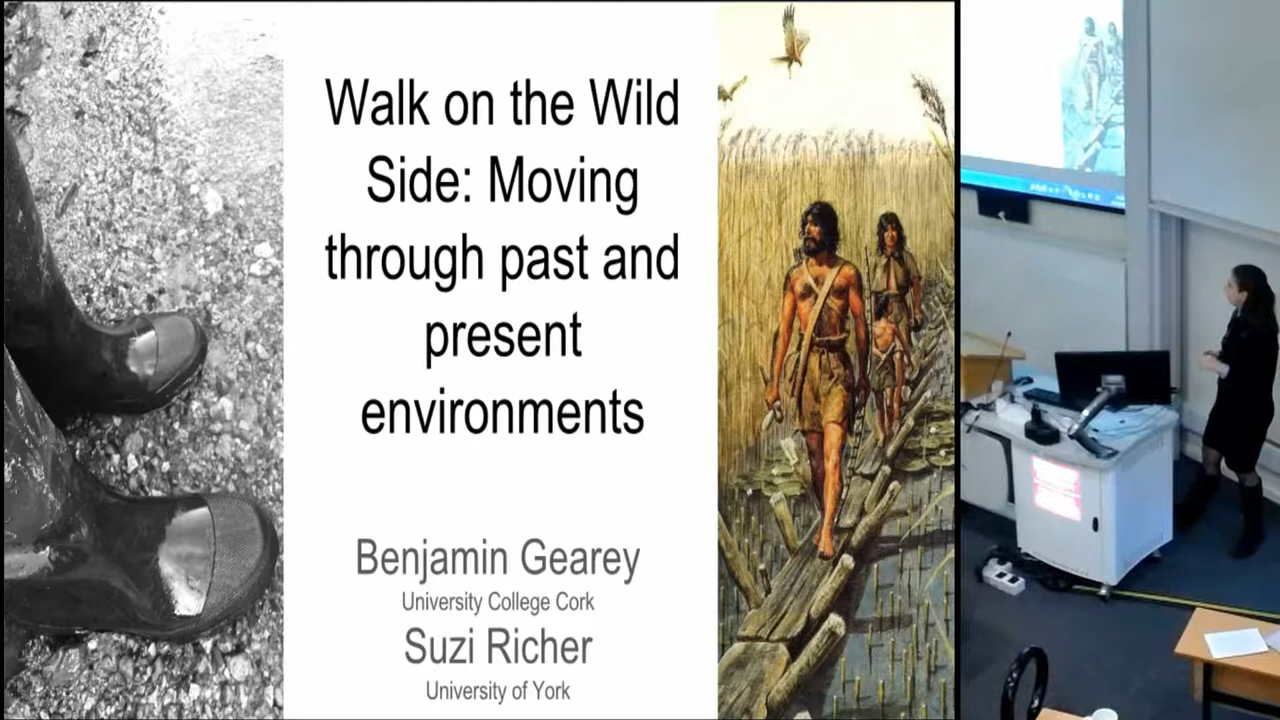 Walk on the Wild
Side: Moving
through past and
present
environments
Benjamin Gearey
University College Cork
Suzi Richer
University of York